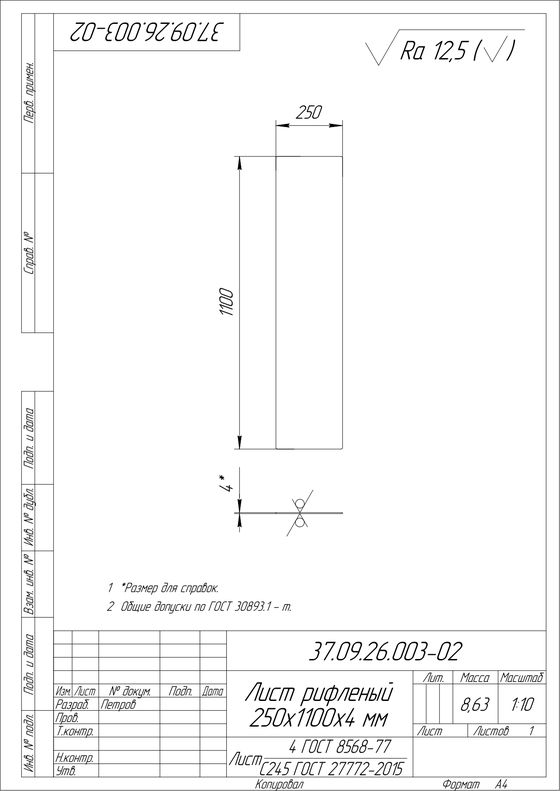 37.09.26.003-02
Ra 12,5 (√)
Перв. примен.
Справ. №
Подп. и дата
Инв. № дубл.
Взам. инв. №
Подп. и дата
Инв. № подл.
250
1100
4*
1 *Размер для справок.
2 Общие допуски по ГОСТ 30893.1 - m.
37.09.26.003-02
Изм. Лист № докум. Подп. Дата
Разраб. Петров
Пров.
Т.контр.
Н.контр.
Утв.
Лист рифленый
250х1100х4 мм
Лит. Масса Масштаб
8,63 1:10
Лист Листов 1
Лист 4 ГОСТ 8568-77
С245 ГОСТ 27772-2015
Копировал Формат А4